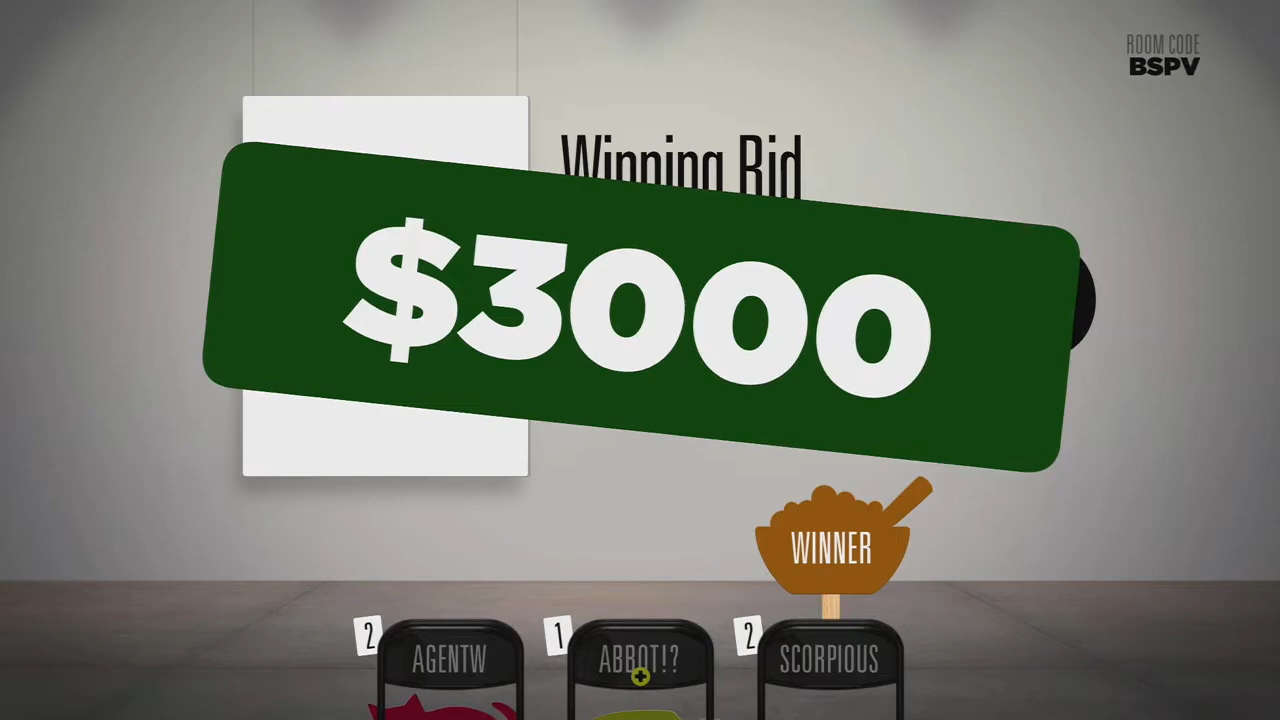 ROOM CODE
BSPV
Winning Bid
$3000
WINNER
2 AGENTW
1 ABBOT!?
2 SCORPIOUS